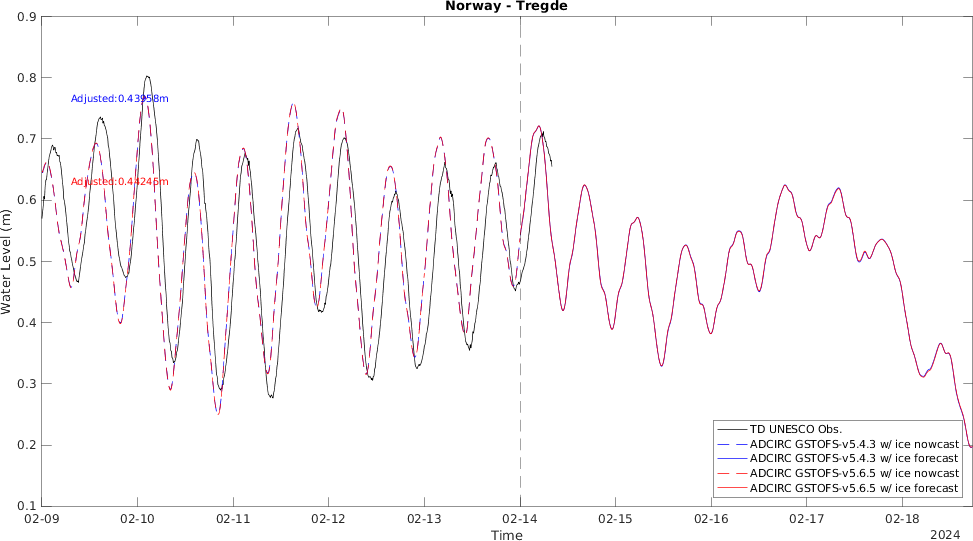 Norway - Tregde
0.9
0.8
0.7
0.6
0.5
0.4
0.3
0.2
0.1
Water Level (m)
Adjusted:0.43958m
Adjusted:0.44246m
TD UNESCO Obs.
ADCIRC GSTOFS-v5.4.3 w/ ice nowcast
ADCIRC GSTOFS-v5.4.3 w/ ice forecast
ADCIRC GSTOFS-v5.6.5 w/ ice nowcast
ADCIRC GSTOFS-v5.6.5 w/ ice forecast
02-09 02-10 02-11 02-12 02-13 02-14 02-15 02-16 02-17 02-18
Time
2024